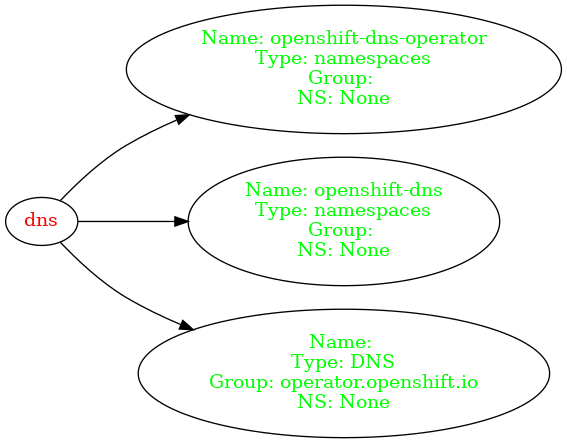 Name: openshift-dns-operator
Type: namespaces
Group:
NS: None
dns
Name: openshift-dns
Type: namespaces
Group:
NS: None
Name:
Type: DNS
Group: operator.openshift.io
NS: None